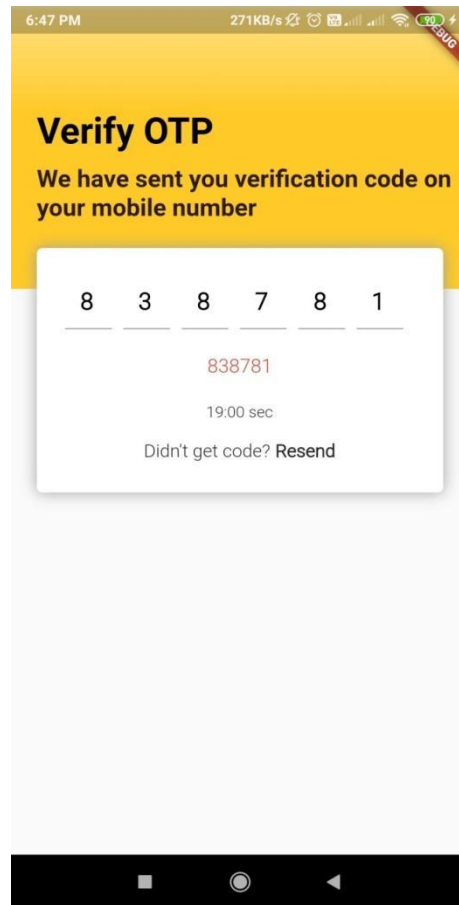 6:47 PM 271KB/s 90
DEBUG
Verify OTP
We have sent you verification code on
your mobile number
8 3 8 7 8 1
838781
19:00 sec
Didn't get code? Resend